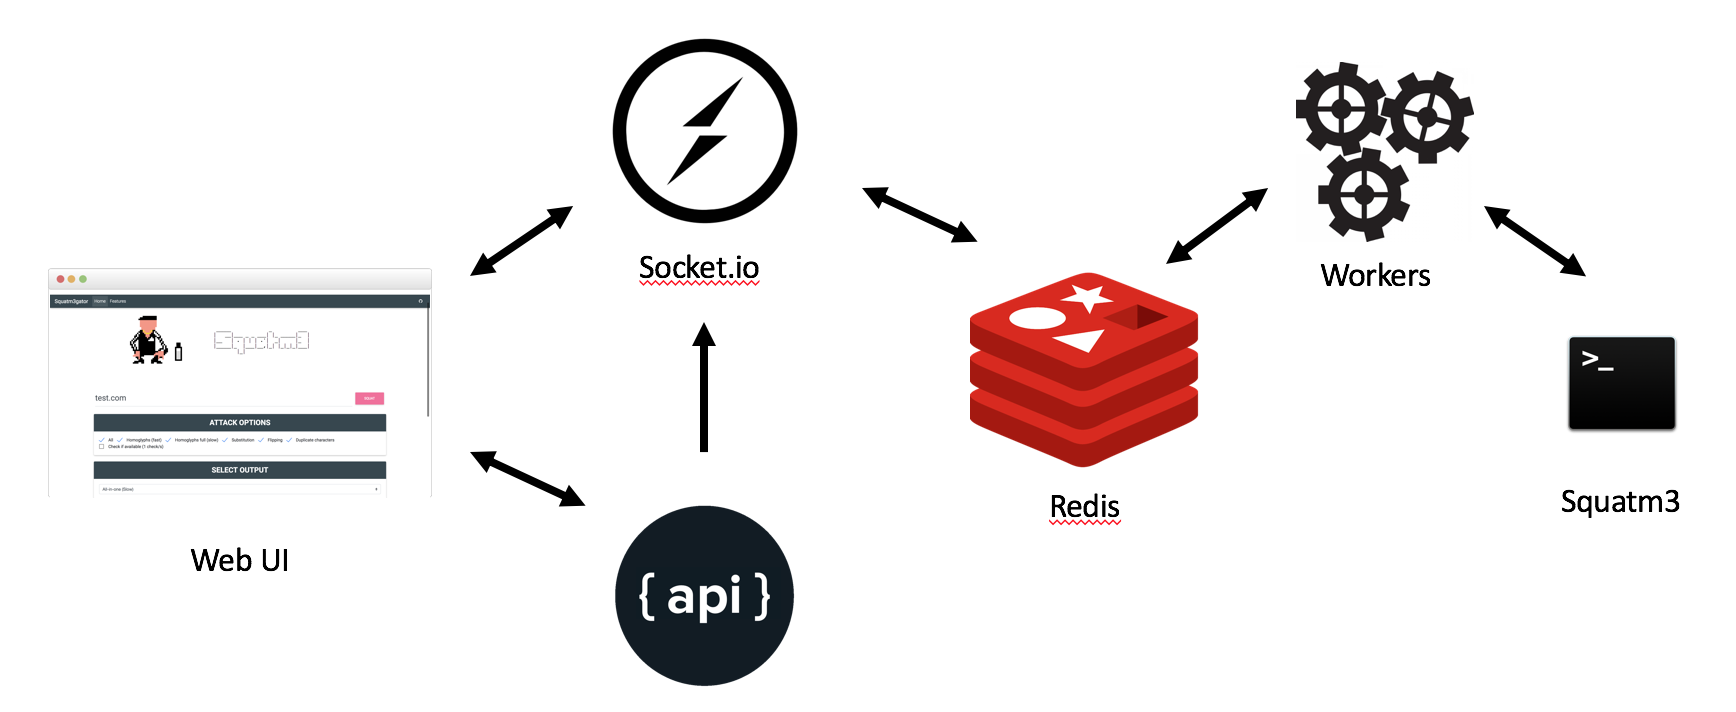 Socket.io
Workers
Squatm3gator Home Features
Squatm3
test.com
SQUAT
ATTACK OPTIONS
All Homoglyphs (fast) Homoglyphs full (slow) Substitution Flipping Duplicate characters
Check if available (1 check/s)
SELECT OUTPUT
All-in-one (Slow)
Web UI
{ api }
Redis
>_
Squatm3